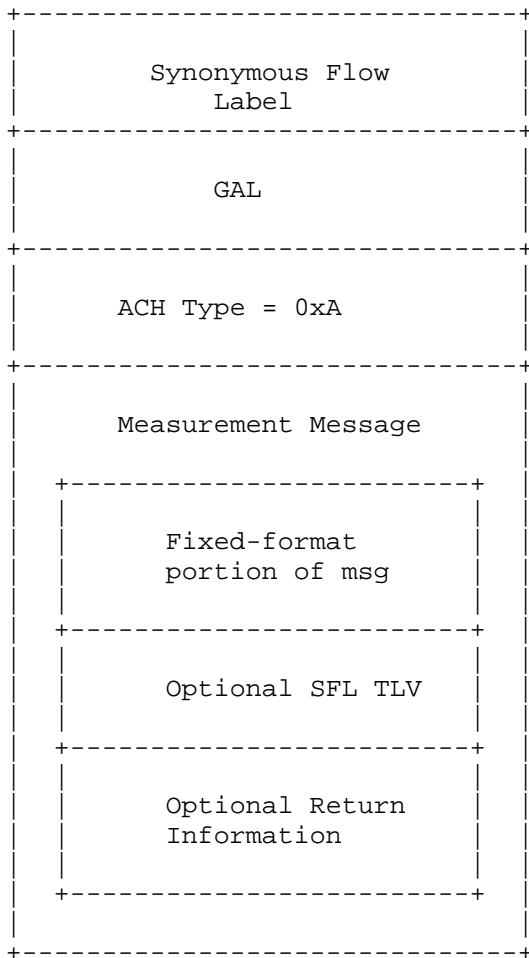 Synonymous Flow
Label
GAL
ACH Type = 0xA
Measurement Message
Fixed-format
portion of msg
Optional SFL TLV
Optional Return
Information